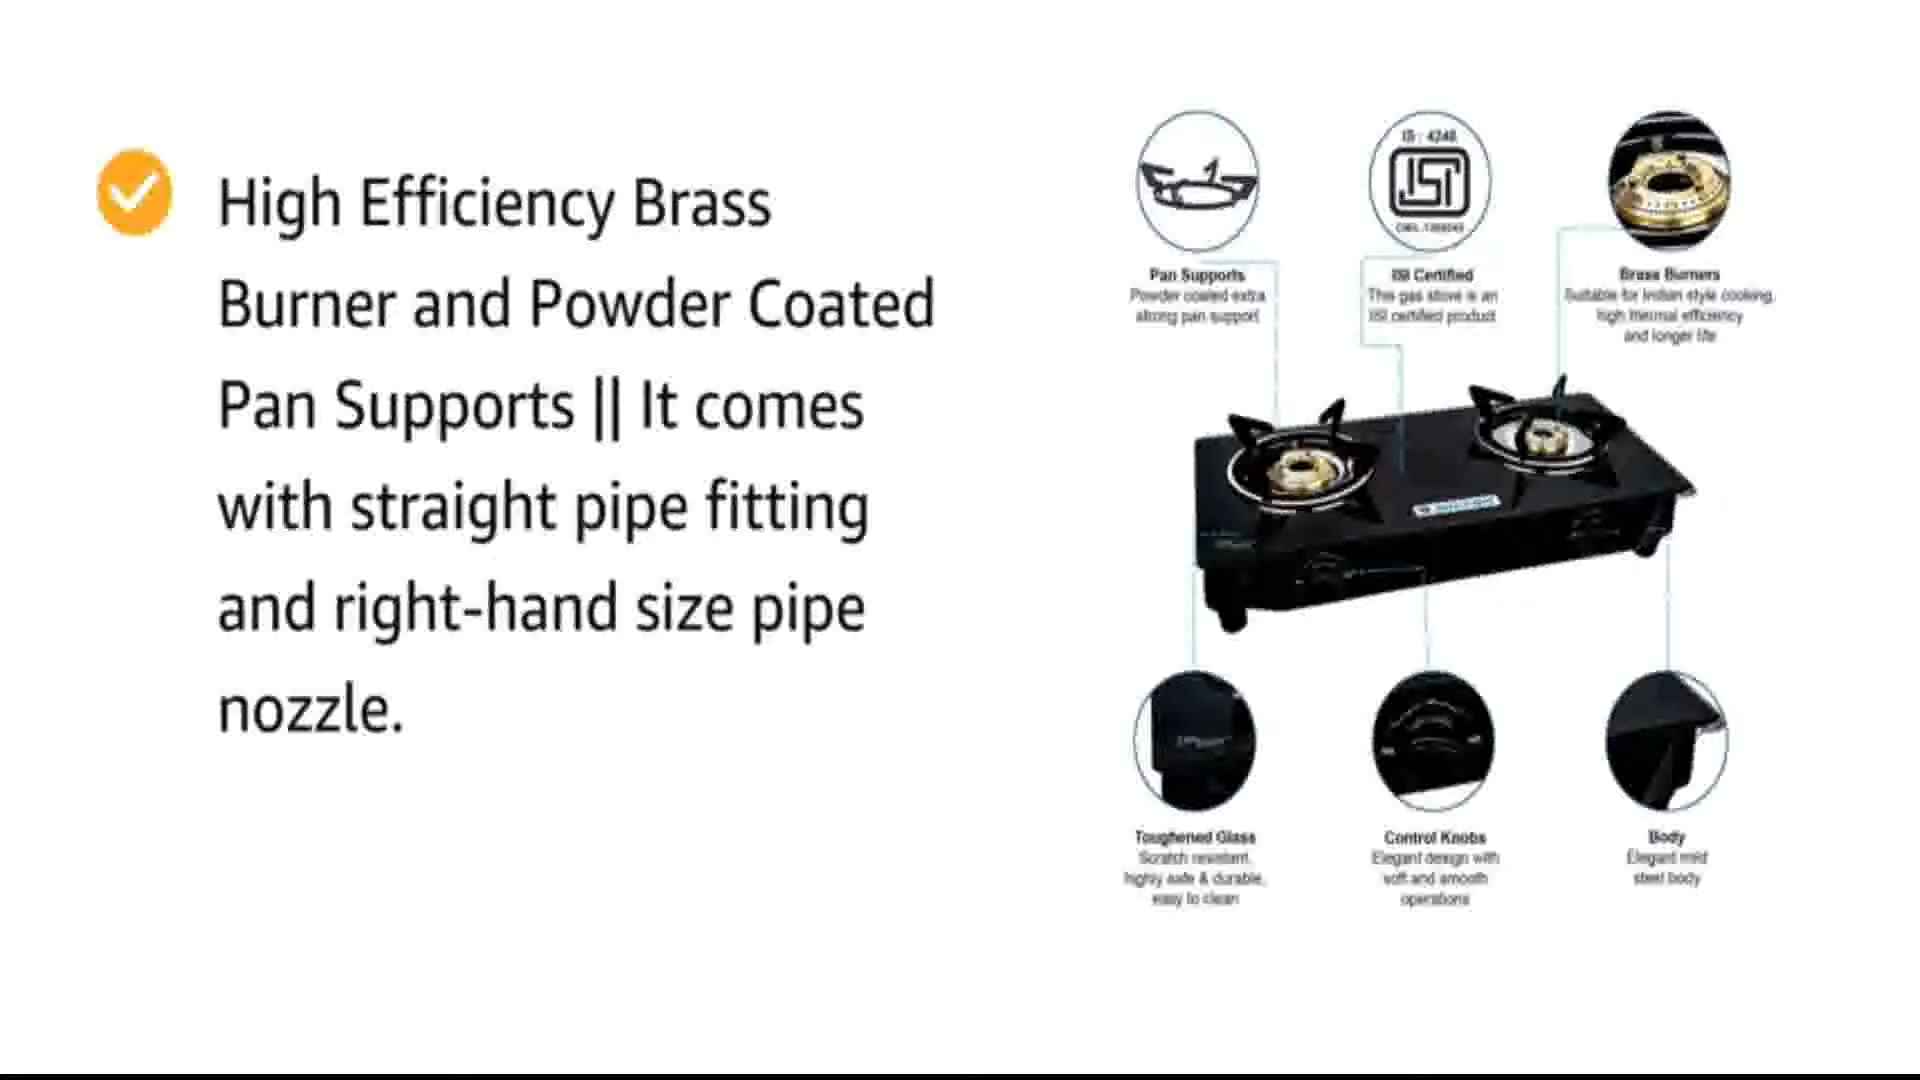 High Efficiency Brass
Burner and Powder Coated
Pan Supports || It comes
with straight pipe fitting
and right-hand size pipe
nozzle.
IS : 4246
ISI
Pan Supports
Powder coated extra
strong pan support
ISI Certified
This gas stove is an
ISI certified product
Brass Burners
Suitable for Indian style cooking,
high thermal efficiency
and longer life
Toughened Glass
Scratch resistant,
highly safe & durable,
easy to clean
Control Knobs
Elegant design with
soft and smooth
operations
Body
Elegant mild
steel body